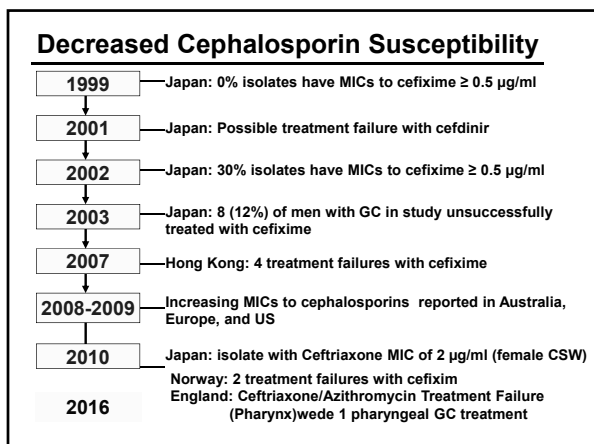 Decreased Cephalosporin Susceptibility
1999
Japan: 0% isolates have MICs to cefixime ≥ 0.5 µg/ml
2001
Japan: Possible treatment failure with cefdinir
2002
Japan: 30% isolates have MICs to cefixime ≥ 0.5 µg/ml
2003
Japan: 8 (12%) of men with GC in study unsuccessfully
treated with cefixime
2007
Hong Kong: 4 treatment failures with cefixime
2008-2009
Increasing MICs to cephalosporins reported in Australia,
Europe, and US
2010
Japan: isolate with Ceftriaxone MIC of 2 µg/ml (female CSW)
Norway: 2 treatment failures with cefixim
2016
England: Ceftriaxone/Azithromycin Treatment Failure
(Pharynx)wede 1 pharyngeal GC treatment